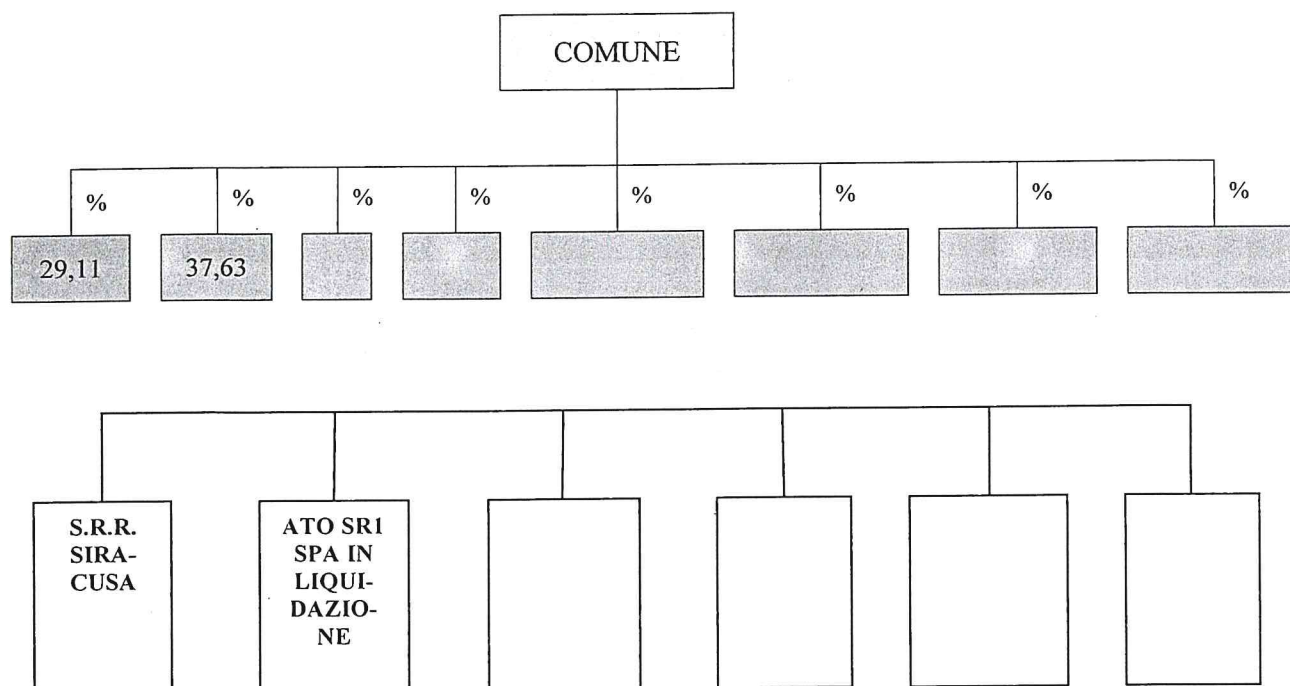 COMUNE
% % % % % % % %
29,11 37,63
S.R.R.
SIRA-
CUSA
ATO SR1
SPA IN
LIQUI-
DAZIO-
NE